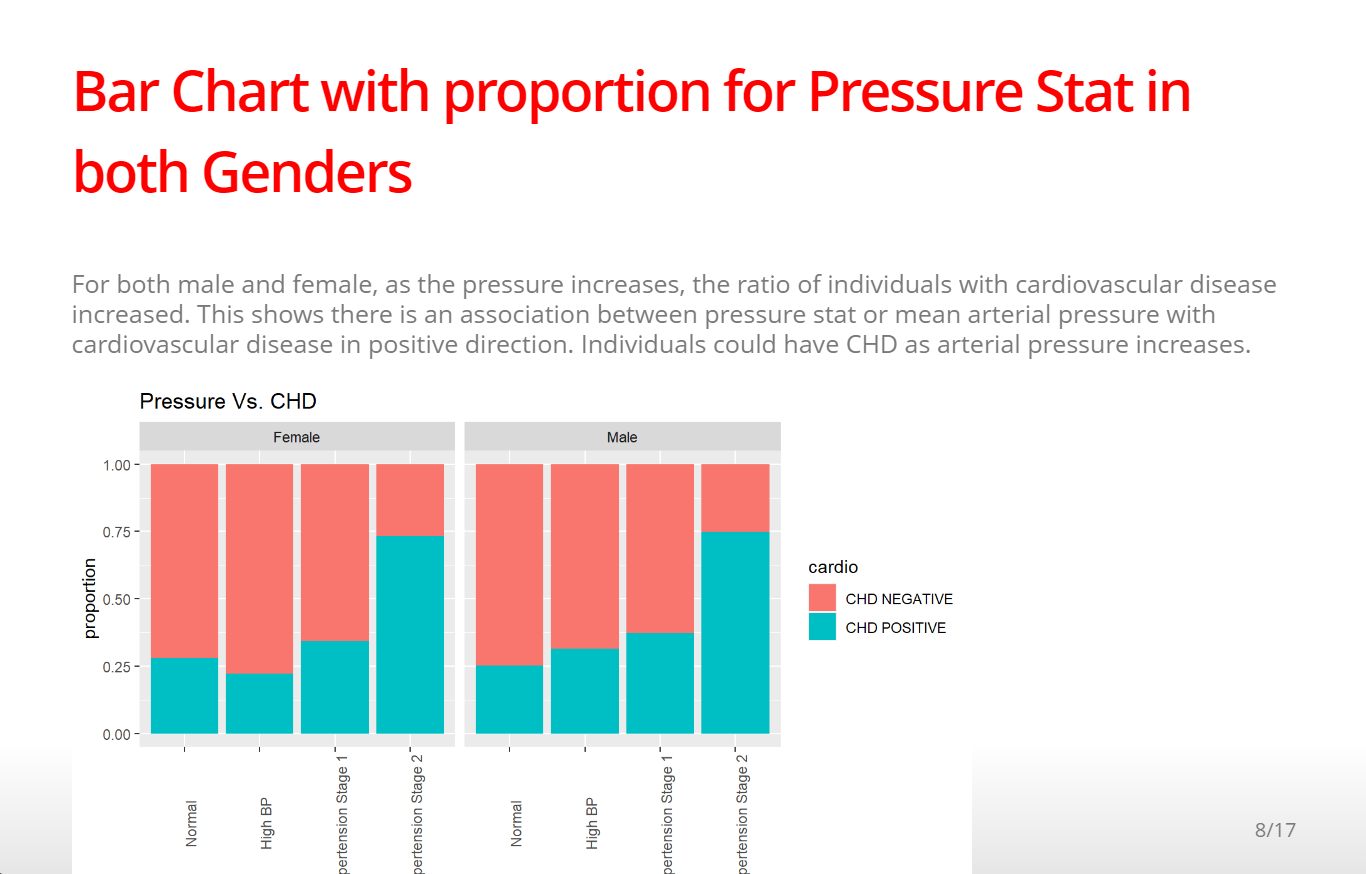 Bar Chart with proportion for Pressure Stat in
both Genders
For both male and female, as the pressure increases, the ratio of individuals with cardiovascular disease
increased. This shows there is an association between pressure stat or mean arterial pressure with
cardiovascular disease in positive direction. Individuals could have CHD as arterial pressure increases.
Pressure Vs. CHD
Female
Male
1.00
0.75
0.50
0.25
0.00
proportion
Normal
High BP
pertension Stage 1
pertension Stage 2
Normal
High BP
pertension Stage 1
pertension Stage 2
cardio
CHD NEGATIVE
CHD POSITIVE
8/17